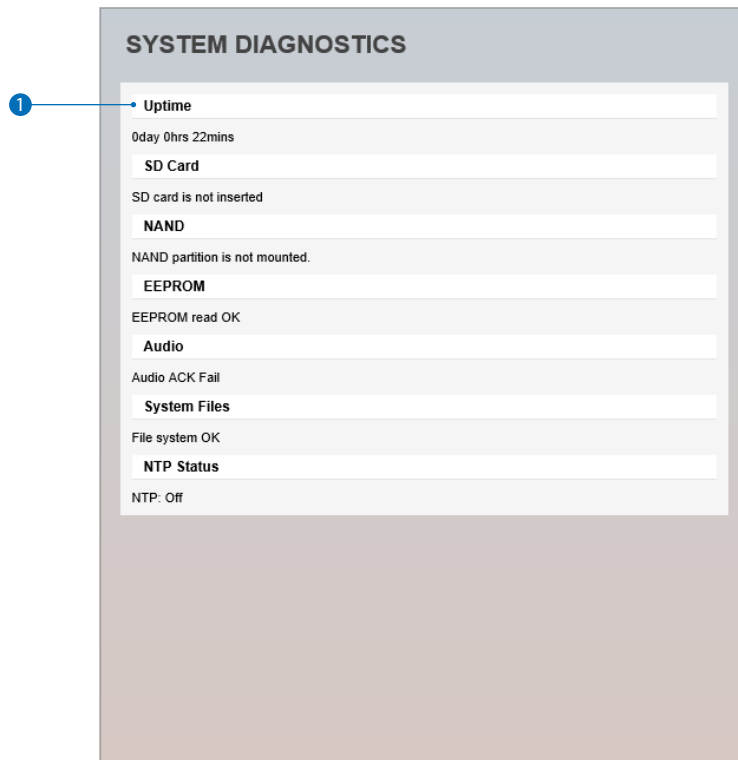 SYSTEM DIAGNOSTICS
1
Uptime
0day 0hrs 22mins
SD Card
SD card is not inserted
NAND
NAND partition is not mounted.
EEPROM
EEPROM read OK
Audio
Audio ACK Fail
System Files
File system OK
NTP Status
NTP: Off